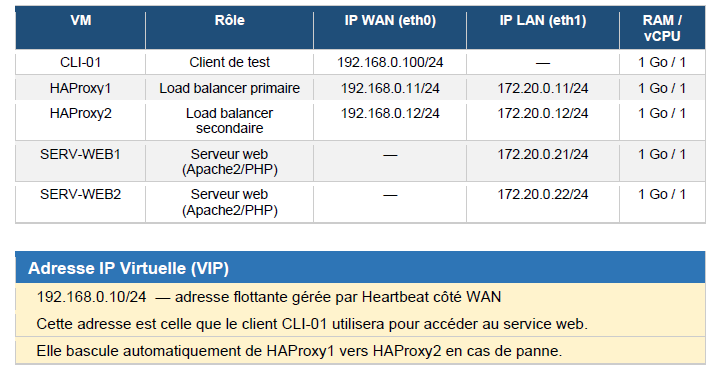 VM Rôle IP WAN (eth0) IP LAN (eth1) RAM /
vCPU
CLI-01 Client de test 192.168.0.100/24 — 1 Go / 1
HAProxy1 Load balancer primaire 192.168.0.11/24 172.20.0.11/24 1 Go / 1
HAProxy2 Load balancer 192.168.0.12/24 172.20.0.12/24 1 Go / 1
secondaire
SERV-WEB1 Serveur web — 172.20.0.21/24 1 Go / 1
(Apache2/PHP)
SERV-WEB2 Serveur web — 172.20.0.22/24 1 Go / 1
(Apache2/PHP)
Adresse IP Virtuelle (VIP)
192.168.0.10/24 — adresse flottante gérée par Heartbeat côté WAN
Cette adresse est celle que le client CLI-01 utilisera pour accéder au service web.
Elle bascule automatiquement de HAProxy1 vers HAProxy2 en cas de panne.